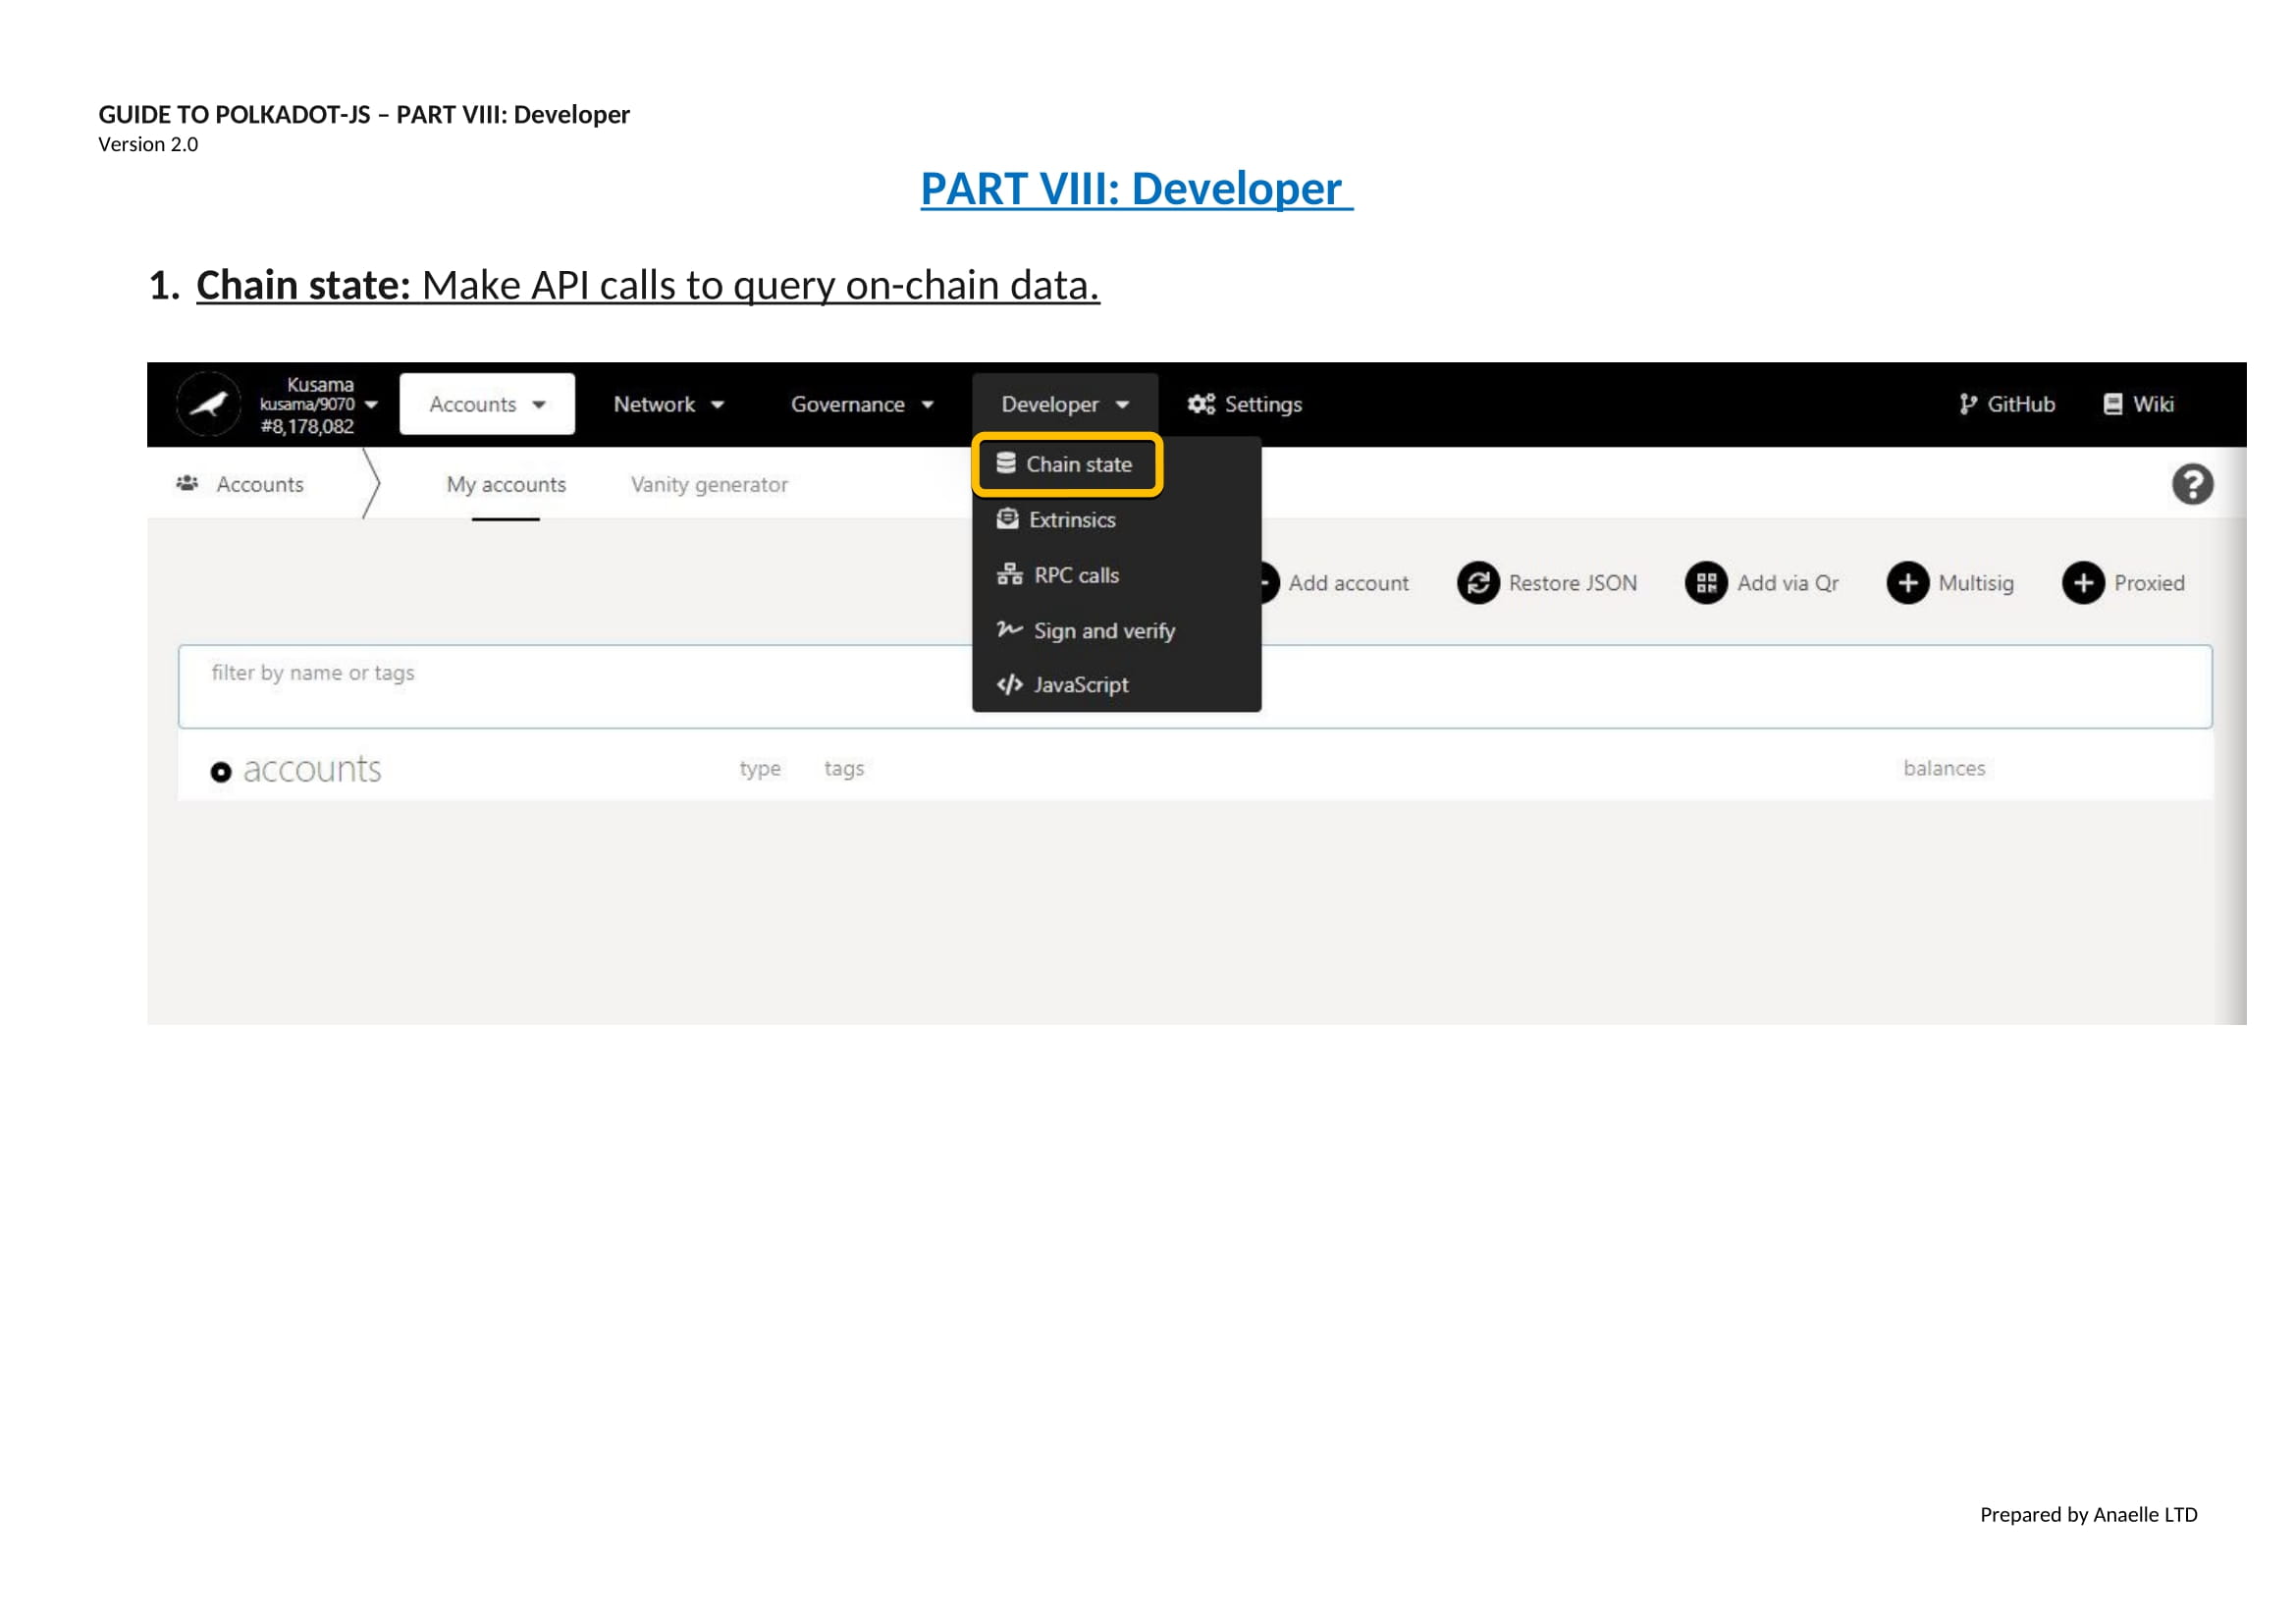 GUIDE TO POLKADOT-JS – PART VIII: Developer
Version 2.0
PART VIII: Developer
1. Chain state: Make API calls to query on-chain data.
Kusama
kusama/9070
#8,178,082
Accounts
Network
Governance
Developer
Settings
GitHub
Wiki
Accounts
My accounts
Vanity generator
Chain state
Extrinsics
RPC calls
Sign and verify
JavaScript
Add account
Restore JSON
Add via Qr
Multisig
Proxied
filter by name or tags
accounts
type
tags
balances
Prepared by Anaelle LTD